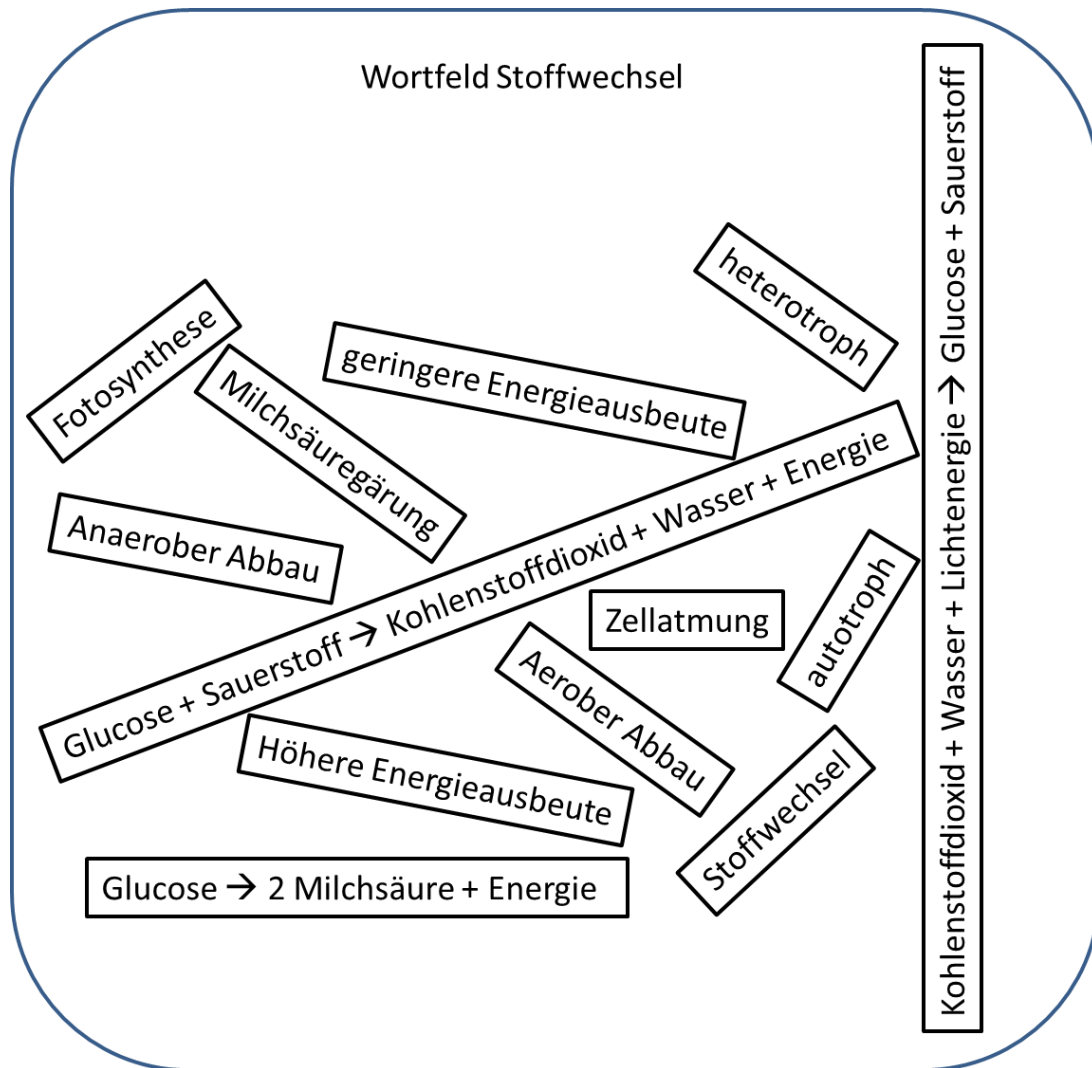 Wortfeld Stoffwechsel
heterotroph
Fotosynthese
Milchsäuregärung
geringere Energieausbeute
Anaerober Abbau
Glucose + Sauerstoff → Kohlenstoffdioxid + Wasser + Energie
Zellatmung
autotroph
Aerober Abbau
Höhere Energieausbeute
Stoffwechsel
Glucose → 2 Milchsäure + Energie
Kohlenstoffdioxid + Wasser + Lichtenergie → Glucose + Sauerstoff